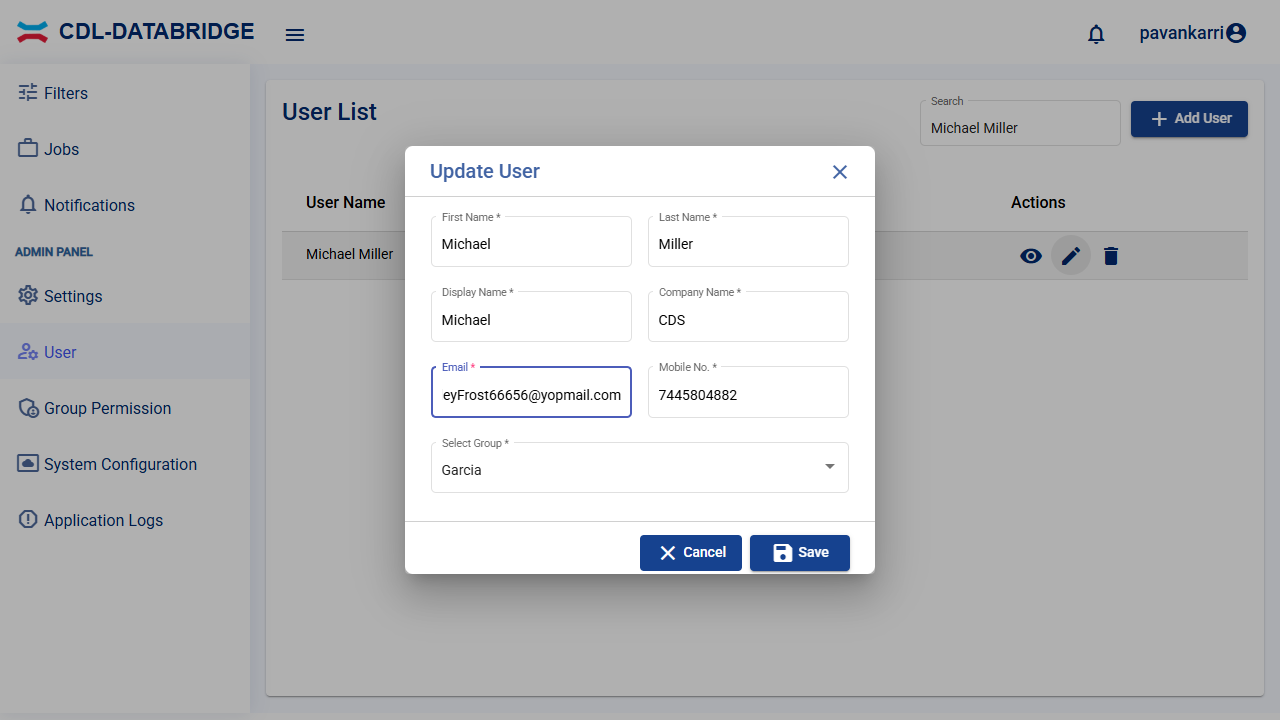 CDL-DATABRIDGE
pavankarri
Filters
Jobs
Notifications
ADMIN PANEL
Settings
User
Group Permission
System Configuration
Application Logs
User List
Search
Michael Miller
Add User
User Name
Actions
Michael Miller
Update User
First Name *
Michael
Last Name *
Miller
Display Name *
Michael
Company Name *
CDS
Email *
eyFrost66656@yopmail.com
Mobile No. *
7445804882
Select Group *
Garcia
Cancel
Save